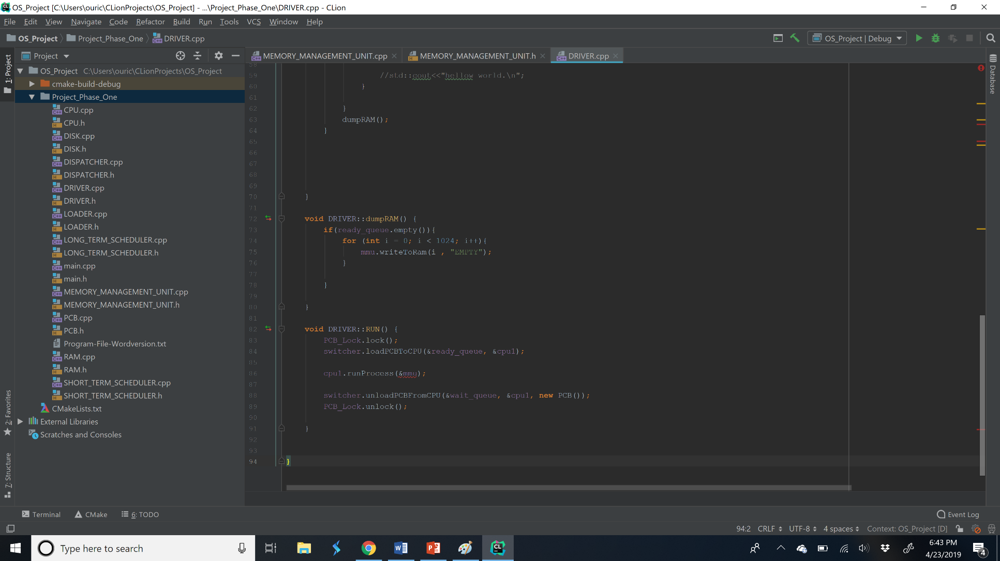 OS_Project [C:\Users\ouric\CLionProjects\OS_Project] - ...\Project_Phase_One\DRIVER.cpp - CLion
File Edit View Navigate Code Refactor Build Run Tools VCS Window Help
OS_Project Project_Phase_One DRIVER.cpp
OS_Project | Debug
1: Project
Project
MEMORY_MANAGEMENT_UNIT.cpp MEMORY_MANAGEMENT_UNIT.h DRIVER.cpp
Database
OS_Project C:\Users\ouric\CLionProjects\OS_Project
cmake-build-debug
Project_Phase_One
CPU.cpp
CPU.h
DISK.cpp
DISK.h
DISPATCHER.cpp
DISPATCHER.h
DRIVER.cpp
DRIVER.h
LOADER.cpp
LOADER.h
LONG_TERM_SCHEDULER.cpp
LONG_TERM_SCHEDULER.h
main.cpp
main.h
MEMORY_MANAGEMENT_UNIT.cpp
MEMORY_MANAGEMENT_UNIT.h
PCB.cpp
PCB.h
Program-File-Wordversion.txt
RAM.cpp
RAM.h
SHORT_TERM_SCHEDULER.cpp
SHORT_TERM_SCHEDULER.h
CMakeLists.txt
External Libraries
Scratches and Consoles
2: Favorites
7: Structure
58
59 //std::cout<<"hellow world.\n";
60 }
61
62 }
63 dumpRAM();
64 }
65
66
67
68
69
70 }
71
72 void DRIVER::dumpRAM() {
73 if(ready_queue.empty()){
74 for (int i = 0; i < 1024; i++){
75 mmu.writeToRam(i , "EMPTY");
76 }
77
78 }
79
80 }
81
82 void DRIVER::RUN() {
83 PCB_Lock.lock();
84 switcher.loadPCBToCPU(&ready_queue, &cpu1);
85
86 cpu1.runProcess(&mmu);
87
88 switcher.unloadPCBFromCPU(&wait_queue, &cpu1, new PCB());
89 PCB_Lock.unlock();
90
91 }
92
93
94 }
Terminal CMake 6: TODO Event Log
94:2 CRLF UTF-8 4 spaces Context: OS_Project [D]
Type here to search
6:43 PM
4/23/2019
4